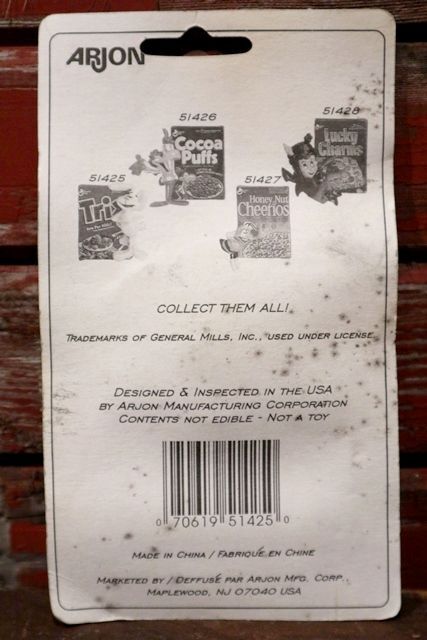 ARJON
51426
51428
Cocoa
Puffs
Lucky
Charms
51425
51427
Trix
Honey Nut
Cheerios
COLLECT THEM ALL!
TRADEMARKS OF GENERAL MILLS, INC., USED UNDER LICENSE.
DESIGNED & INSPECTED IN THE USA
BY ARJON MANUFACTURING CORPORATION
CONTENTS NOT EDIBLE - NOT A TOY
0 70619 51425 0
MADE IN CHINA / FABRIQUÉ EN CHINE
MARKETED BY / DEFFUSÉ PAR ARJON MFG. CORP.,
MAPLEWOOD, NJ 07040 USA